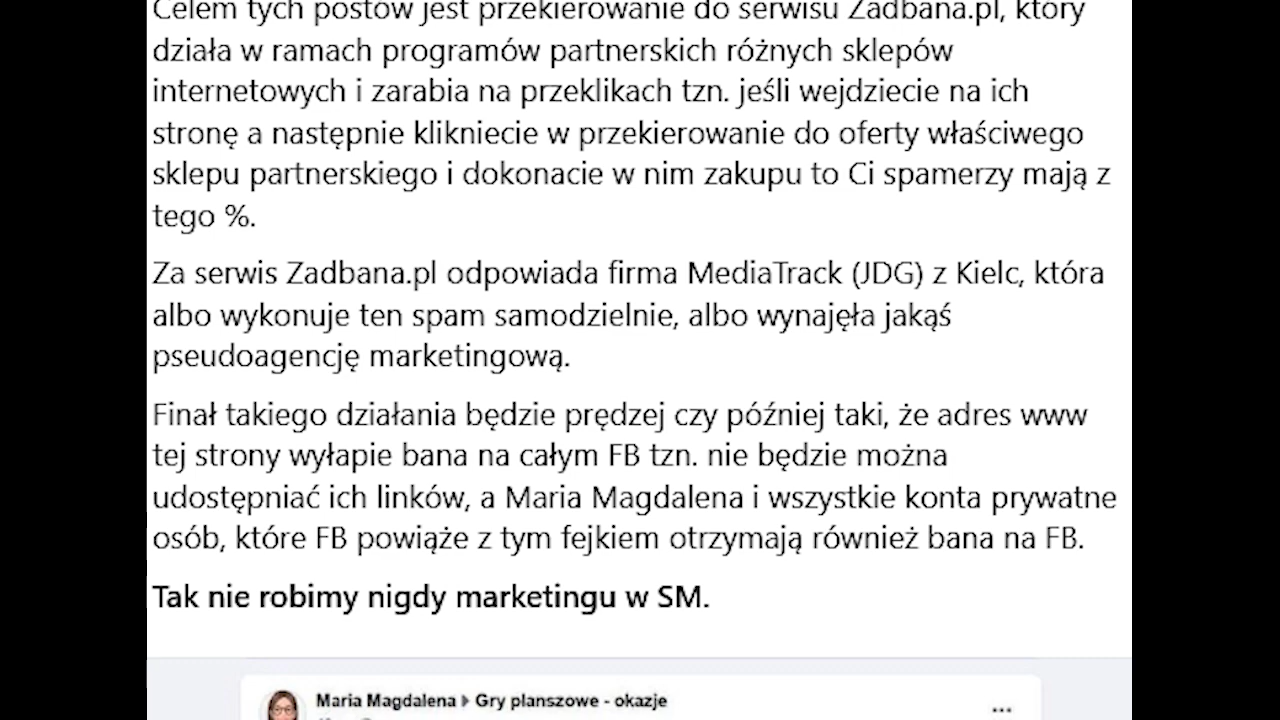 Celem tych postów jest przekierowanie do serwisu Zadbana.pl, który
działa w ramach programów partnerskich różnych sklepów
internetowych i zarabia na przeklikach tzn. jeśli wejdziecie na ich
stronę a następnie klikniecie w przekierowanie do oferty właściwego
sklepu partnerskiego i dokonacie w nim zakupu to Ci spamerzy mają z
tego %.
Za serwis Zadbana.pl odpowiada firma MediaTrack (JDG) z Kielc, która
albo wykonuje ten spam samodzielnie, albo wynajęła jakąś
pseudoagencję marketingową.
Finał takiego działania będzie prędzej czy później taki, że adres www
tej strony wyłapie bana na całym FB tzn. nie będzie można
udostępniać ich linków, a Maria Magdalena i wszystkie konta prywatne
osób, które FB powiąże z tym fejkiem otrzymają również bana na FB.
Tak nie robimy nigdy marketingu w SM.
Maria Magdalena Gry planszowe - okazje